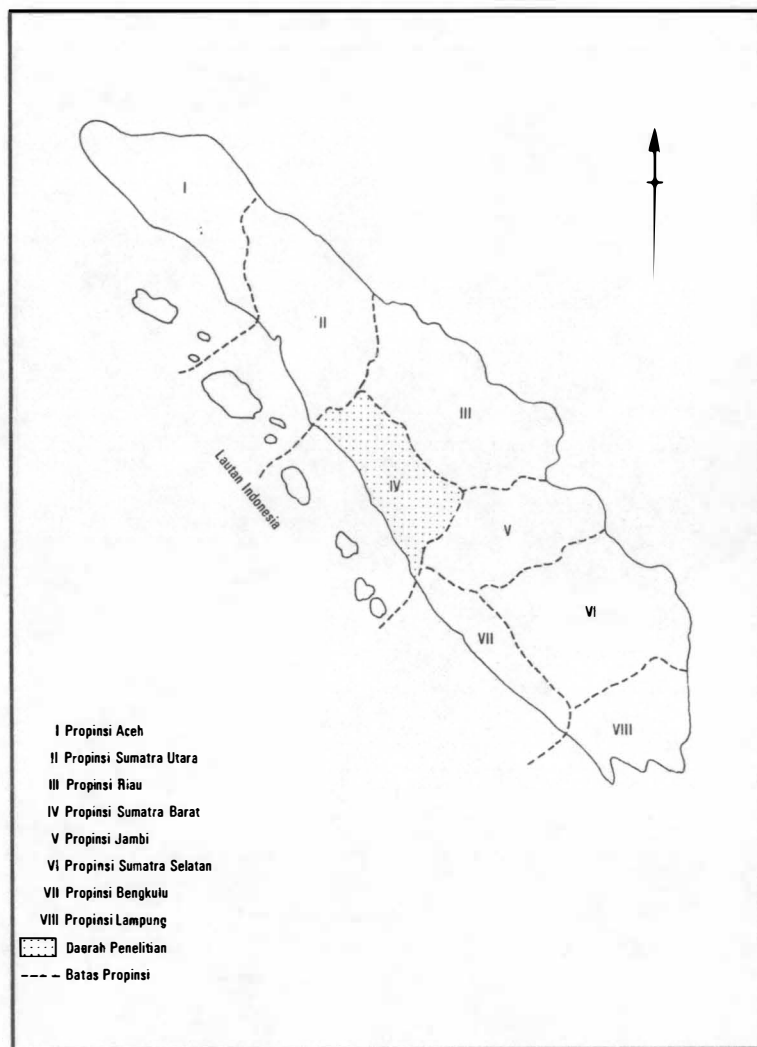 I
II
III
IV
Lautan Indonesia
V
VI
VII
VIII
I Propinsi Aceh
II Propinsi Sumatra Utara
III Propinsi Riau
IV Propinsi Sumatra Barat
V Propinsi Jambi
VI Propinsi Sumatra Selatan
VII Propinsi Bengkulu
VIII Propinsi Lampung
Daerah Penelitian
Batas Propinsi